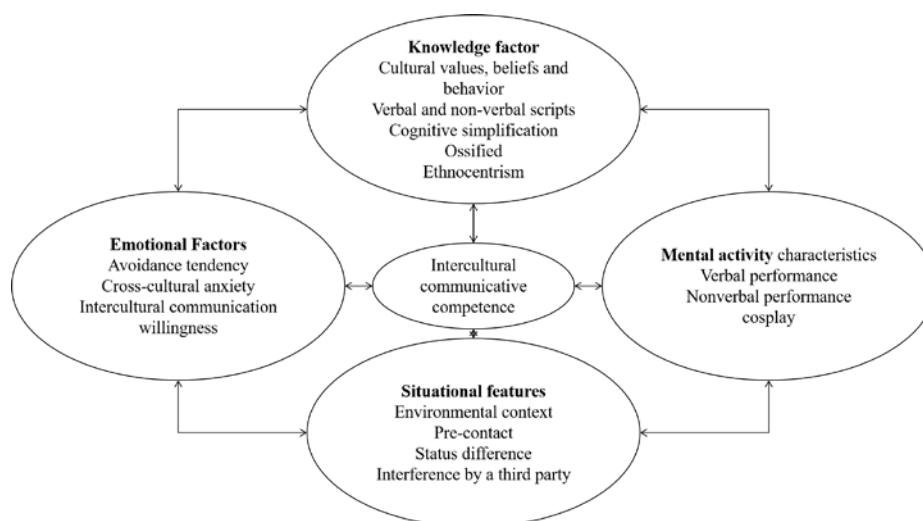 Knowledge factor
Cultural values, beliefs and
behavior
Verbal and non-verbal scripts
Cognitive simplification
Ossified
Ethnocentrism
Emotional Factors
Avoidance tendency
Cross-cultural anxiety
Intercultural communication
willingness
Intercultural
communicative
competence
Mental activity characteristics
Verbal performance
Nonverbal performance
cosplay
Situational features
Environmental context
Pre-contact
Status difference
Interference by a third party